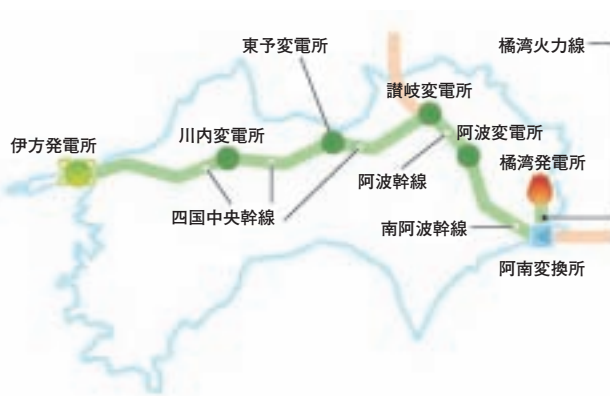 東予変電所
橘湾火力線
讃岐変電所
川内変電所
阿波変電所
伊方発電所
橘湾発電所
阿波幹線
四国中央幹線
南阿波幹線
阿南変換所